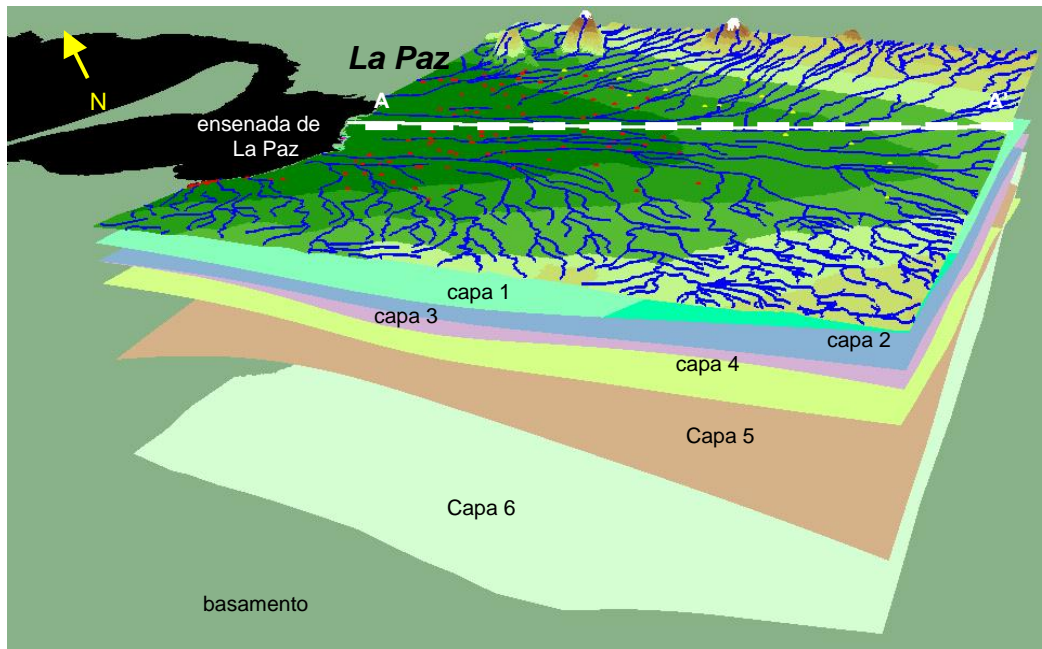 N
La Paz
A
A'
ensenada de
La Paz
capa 1
capa 3
capa 2
capa 4
Capa 5
Capa 6
basamento